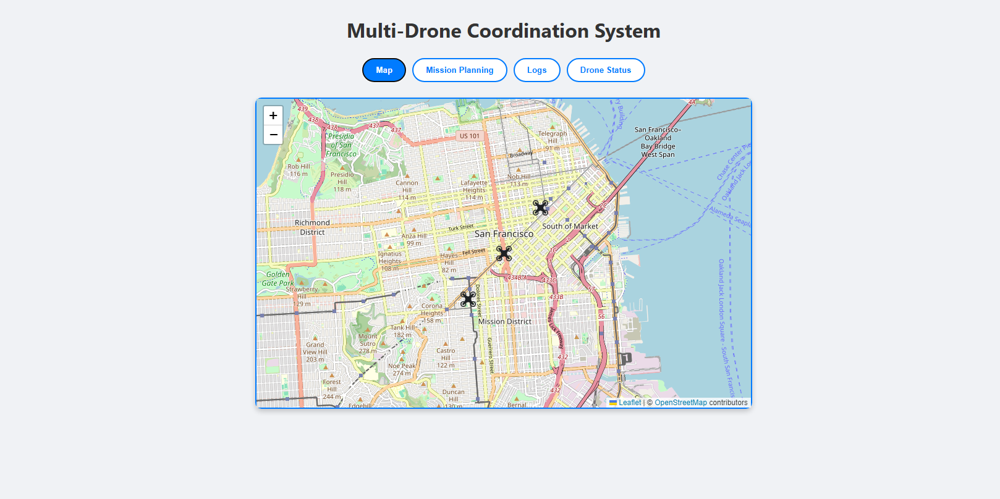 Multi-Drone Coordination System
Map
Mission Planning
Logs
Drone Status
+
−
439
438
438
437
437
US 101
4A
Presidio
of San
Francisco
Telegraph
Hill
91 m
Broadway
San Francisco–
Oakland
Bay Bridge
West Span
Rob Hill
116 m
Presidio
Hill
118 m
Cannon
Hill
114 m
Lafayette
Heights
114 m
Nob Hill
113 m
Chase Center Pie
Oakland Jack Lo
Alameda Seapla
2C
Richmond
District
Turk Street
South of Market
San Francisco
Anza Hill
99 m
2
1C
1
Ignatius
Heights
108 m
Hayes
Hill
82 m
Fell Street
Golden
Gate Park
Strawberry
Hill
129 m
434B
433C
433B
57
56
Dolores Street
Corona
Heights
158 m
Mission District
Tank Hill
182 m
James Lick Freeway
Mount
Sutro
278 m
Grand
View Hill
203 m
Castro
Hill
122 m
Guerrero Street
Noe Peak
274 m
432
432
Forest
Hill
244 m
Duncan
Hill
130 m
Edgehill
Bernal
Oakland Jack London Square - South San Francis
Leaflet | © OpenStreetMap contributors